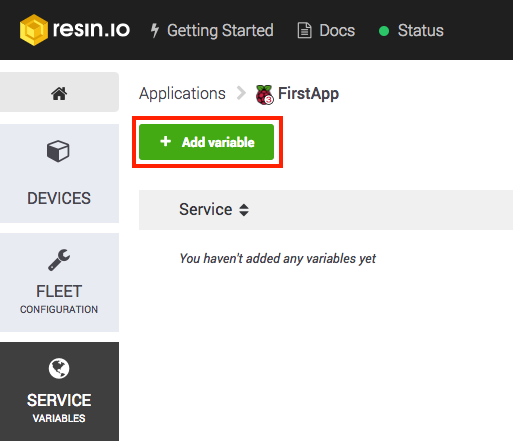 resin.io Getting Started Docs Status
Applications FirstApp
+ Add variable
DEVICES
Service
You haven't added any variables yet
FLEET
CONFIGURATION
SERVICE
VARIABLES